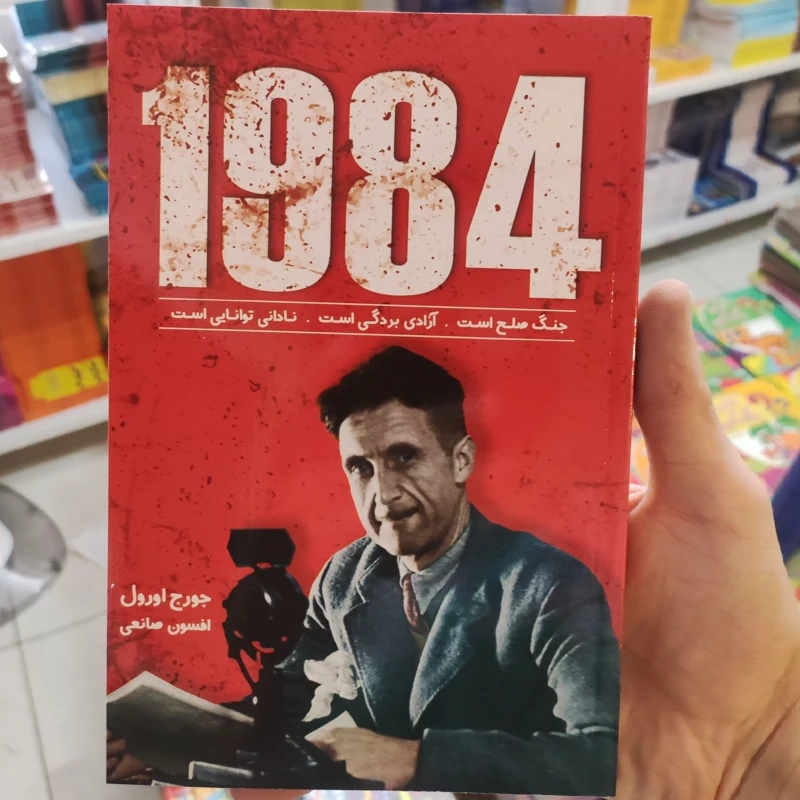 1984
جنگ صلح است . آزادی بردگی است . نادانی توانایی است
جورج اورول
افسون صانعی